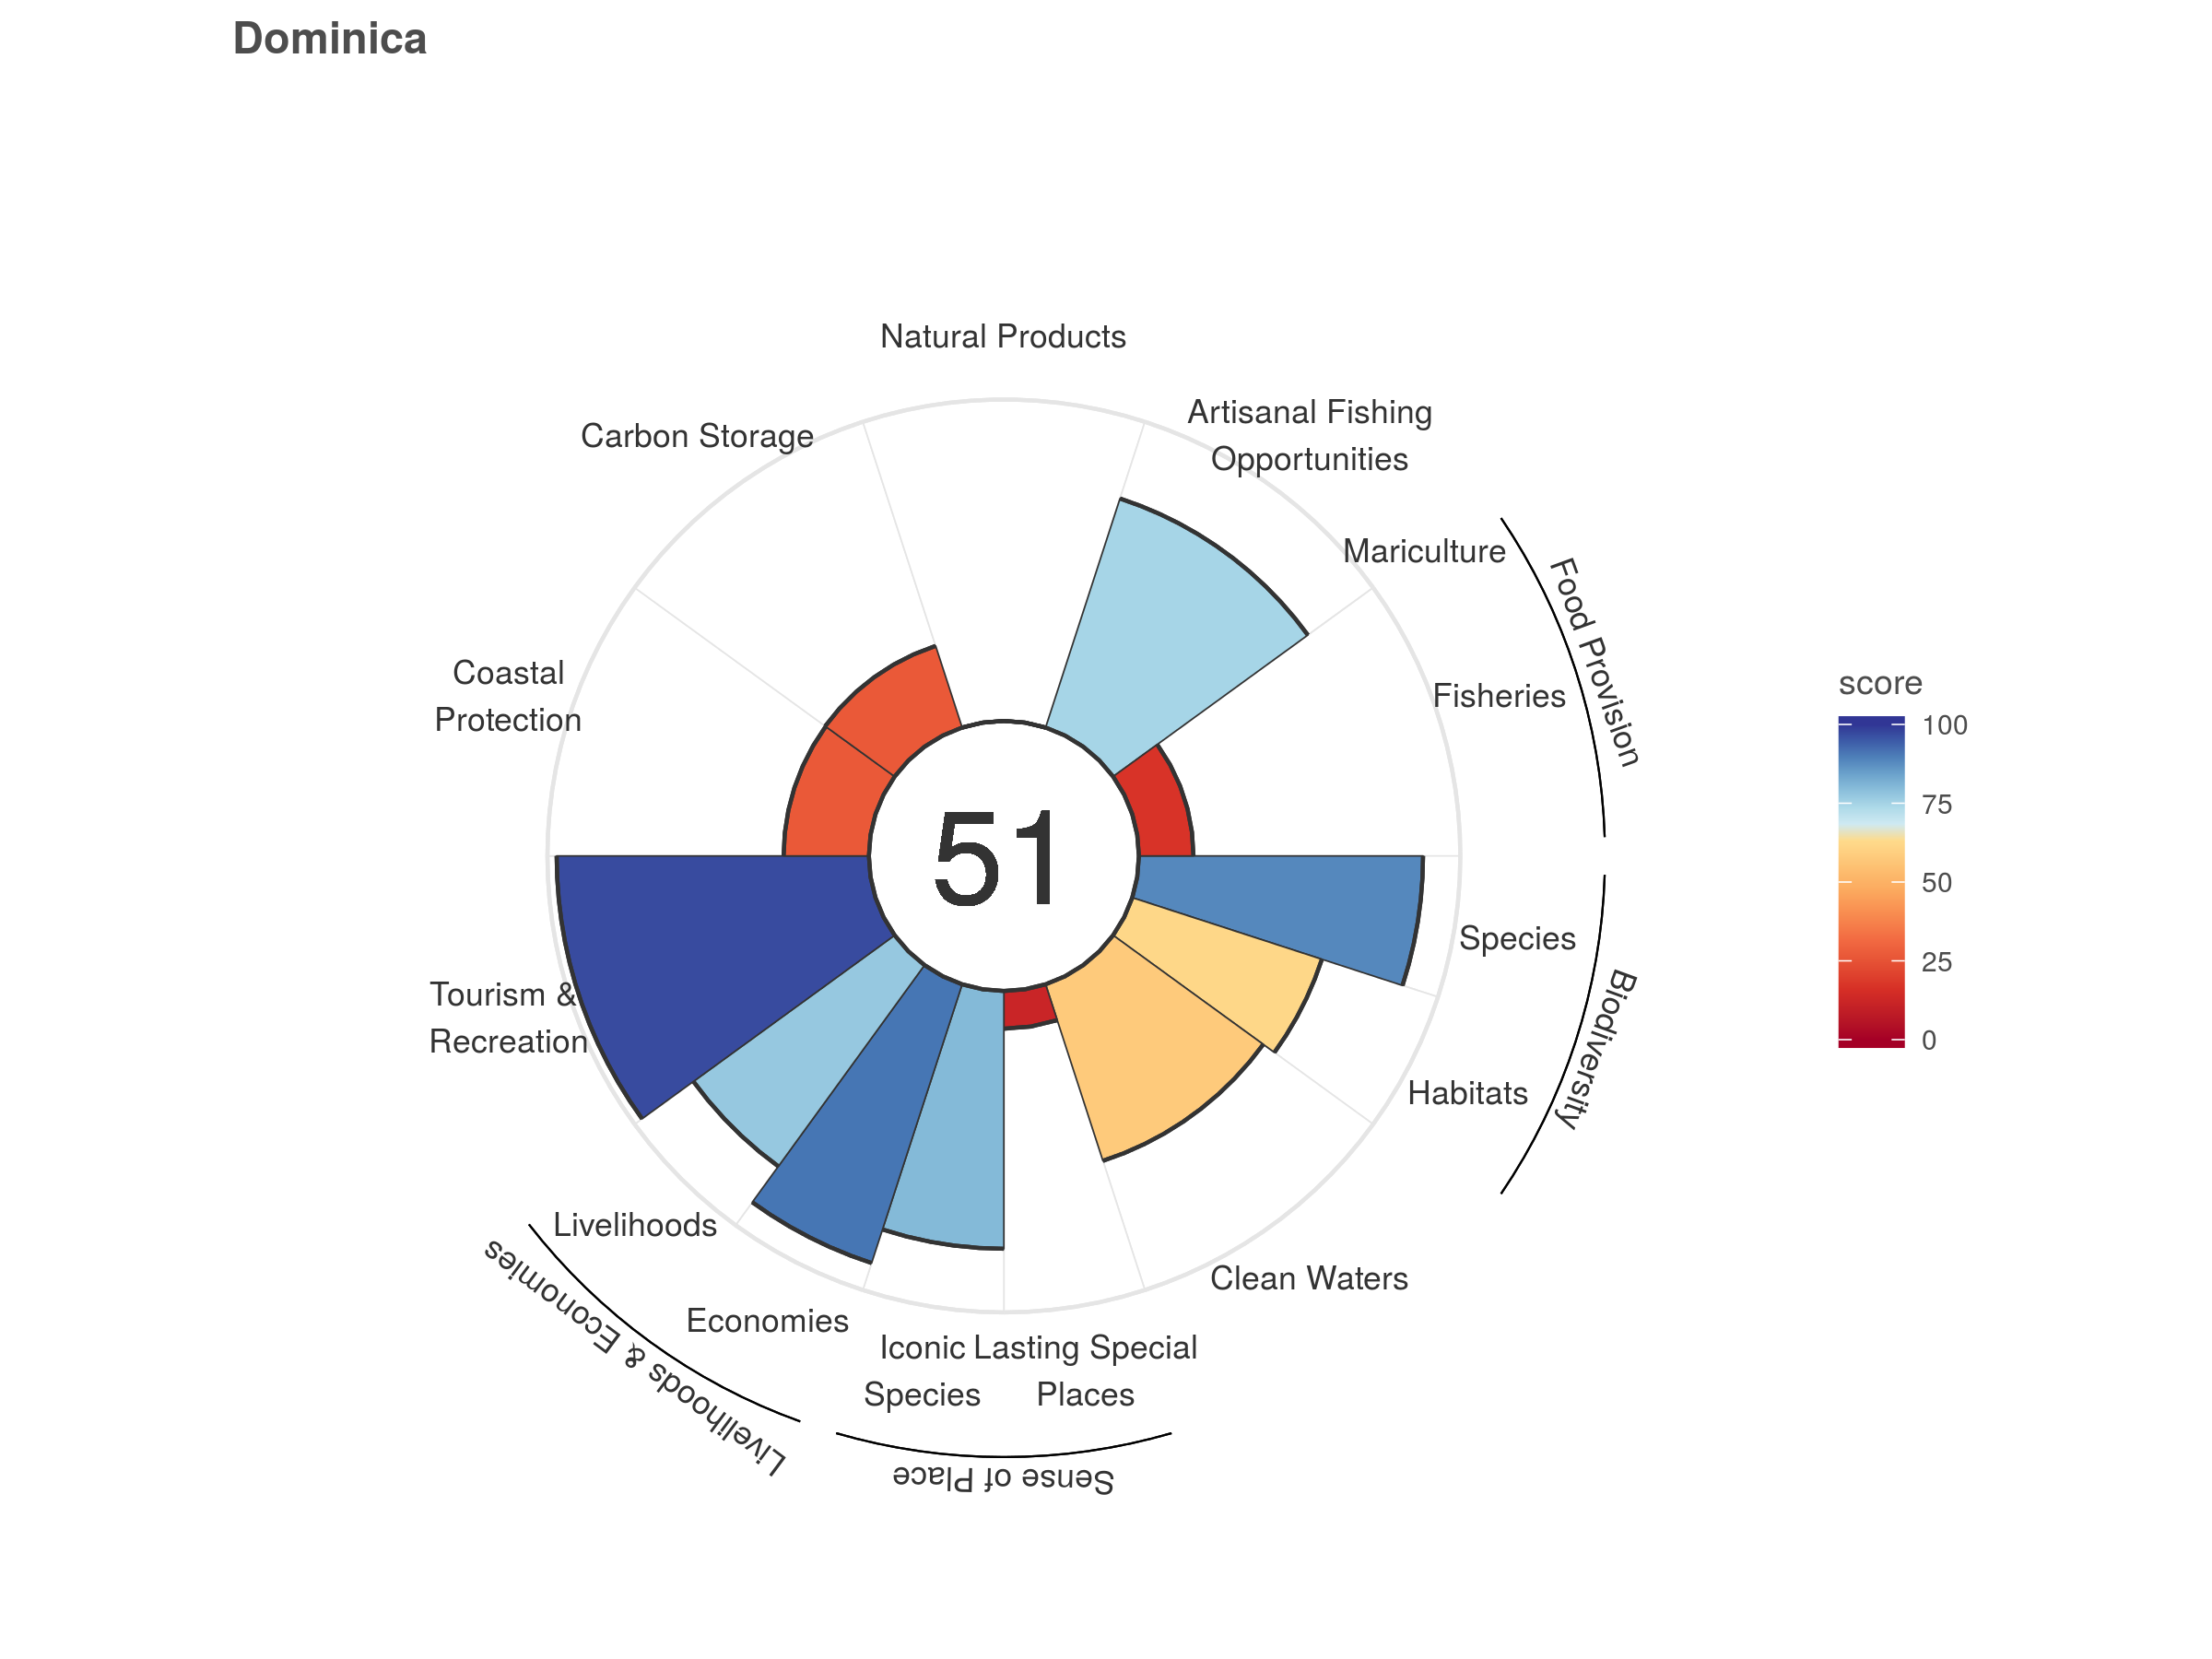 Dominica
Natural Products
Artisanal Fishing
Opportunities
Carbon Storage
Mariculture
Food Provision
Fisheries
Coastal
Protection
score
100
75
50
25
0
51
Species
Biodiversity
Habitats
Tourism &
Recreation
Livelihoods
Clean Waters
Economies
Livelihoods & Economies
Iconic
Species
Lasting Special
Places
Sense of Place